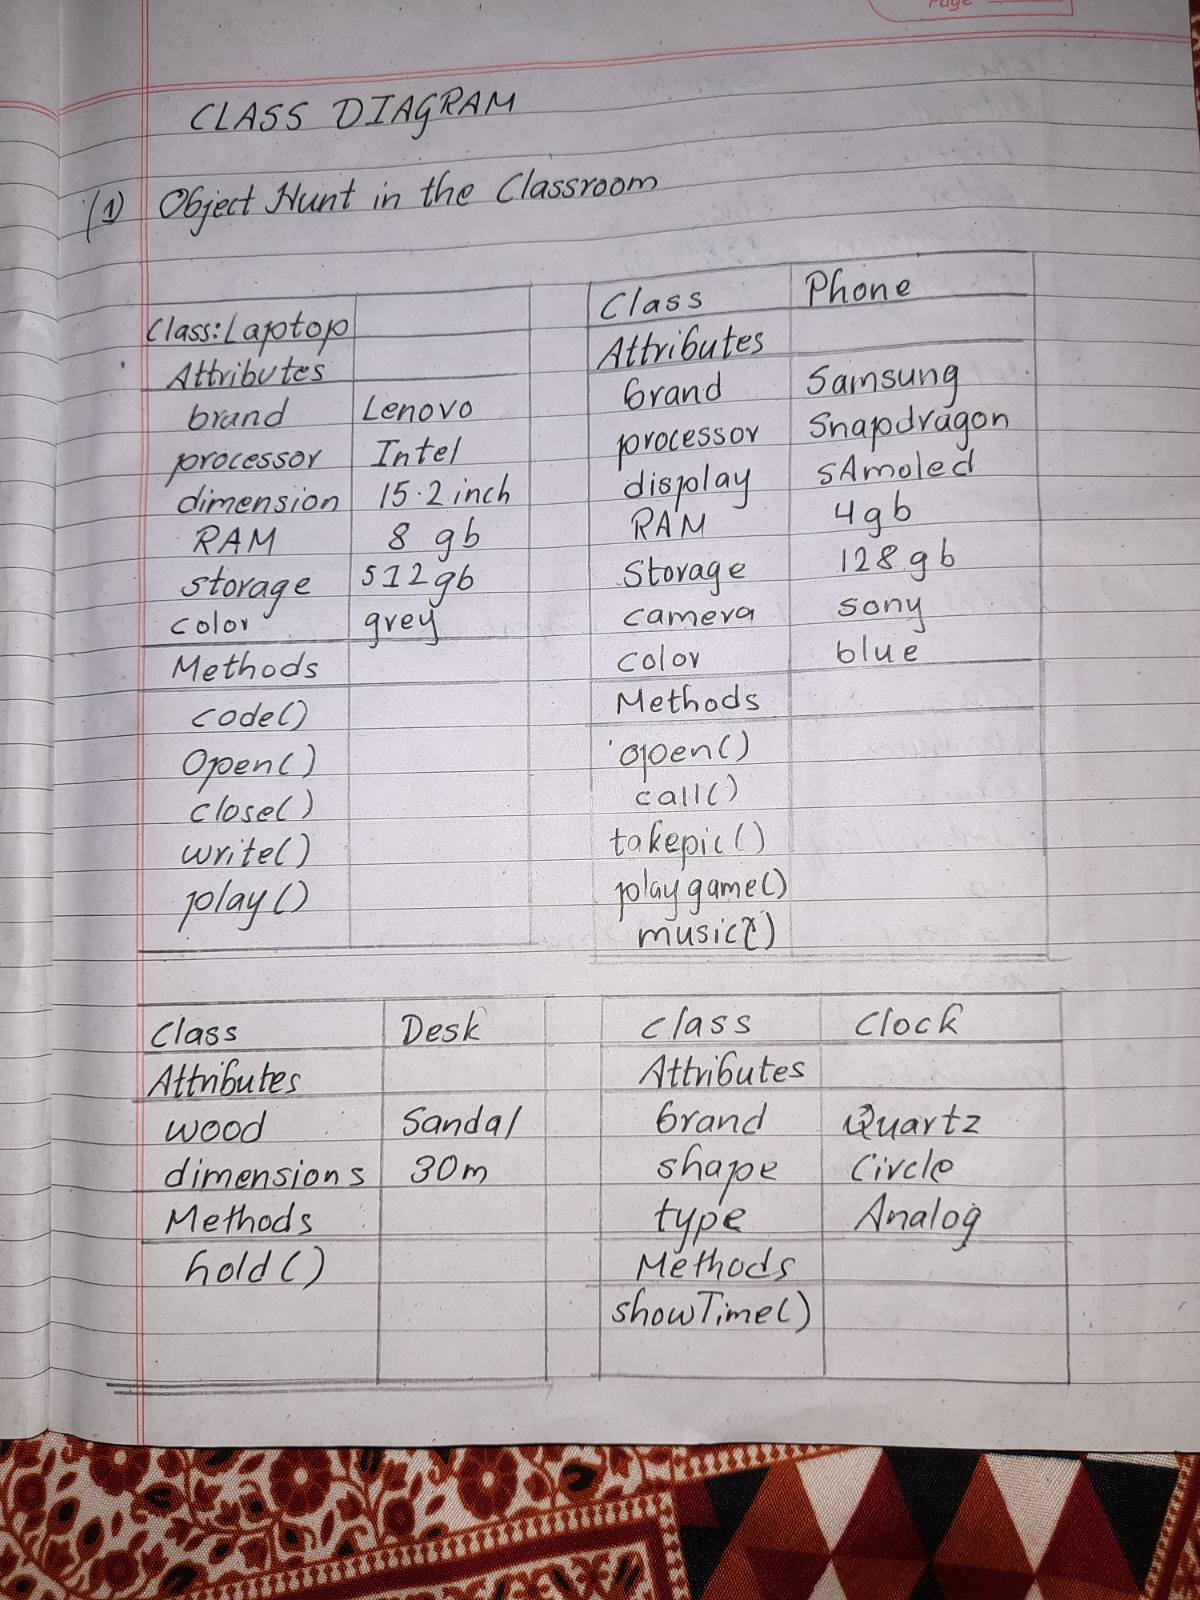 Page
CLASS DIAGRAM
(1) Object Hunt in the Classroom
Class: Laptop
Attributes
brand Lenovo
processor Intel
dimension 15.2 inch
RAM 8 gb
storage 512gb
color grey
Methods
code()
Open()
close()
write()
play()
Class Phone
Attributes
brand Samsung
processor Snapdragon
display sAmoled
RAM 4gb
Storage 128gb
camera sony
color blue
Methods
open()
call()
takepic()
playgame()
music()
Class Desk
Attributes
wood Sandal
dimensions 30m
Methods
hold()
Class Clock
Attributes
brand Quartz
shape Circle
type Analog
Methods
showTime()